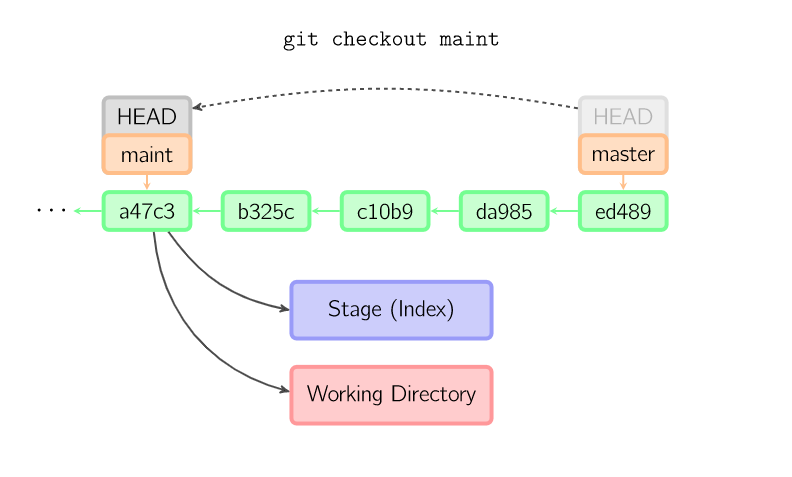 git checkout maint
HEAD
HEAD
maint
master
... a47c3 b325c c10b9 da985 ed489
Stage (Index)
Working Directory